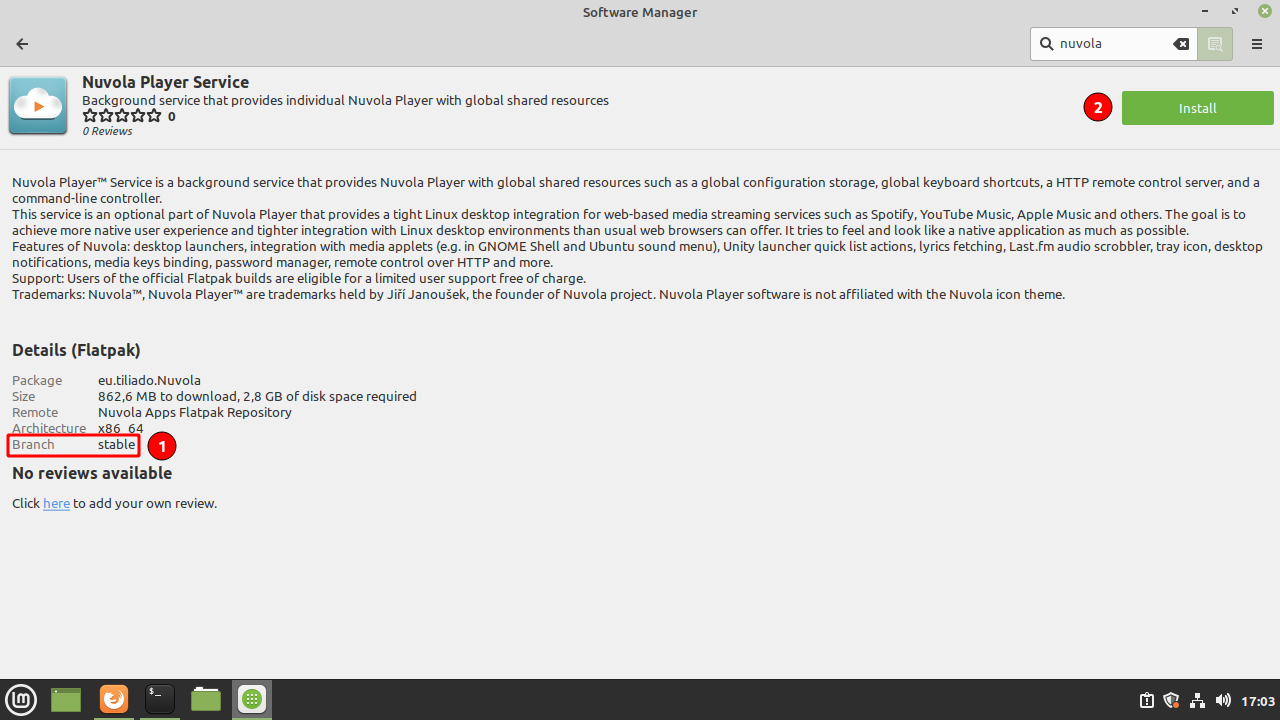 Software Manager
nuvola
Nuvola Player Service
Background service that provides individual Nuvola Player with global shared resources
0
0 Reviews
2
Install
Nuvola Player™ Service is a background service that provides Nuvola Player with global shared resources such as a global configuration storage, global keyboard shortcuts, a HTTP remote control server, and a
command-line controller.
This service is an optional part of Nuvola Player that provides a tight Linux desktop integration for web-based media streaming services such as Spotify, YouTube Music, Apple Music and others. The goal is to
achieve more native user experience and tighter integration with Linux desktop environments than usual web browsers can offer. It tries to feel and look like a native application as much as possible.
Features of Nuvola: desktop launchers, integration with media applets (e.g. in GNOME Shell and Ubuntu sound menu), Unity launcher quick list actions, lyrics fetching, Last.fm audio scrobbler, tray icon, desktop
notifications, media keys binding, password manager, remote control over HTTP and more.
Support: Users of the official Flatpak builds are eligible for a limited user support free of charge.
Trademarks: Nuvola™, Nuvola Player™ are trademarks held by Jiří Janoušek, the founder of Nuvola project. Nuvola Player software is not affiliated with the Nuvola icon theme.
Details (Flatpak)
Package eu.tiliado.Nuvola
Size 862,6 MB to download, 2,8 GB of disk space required
Remote Nuvola Apps Flatpak Repository
Architecture x86_64
Branch stable 1
No reviews available
Click here to add your own review.
$_
17:03